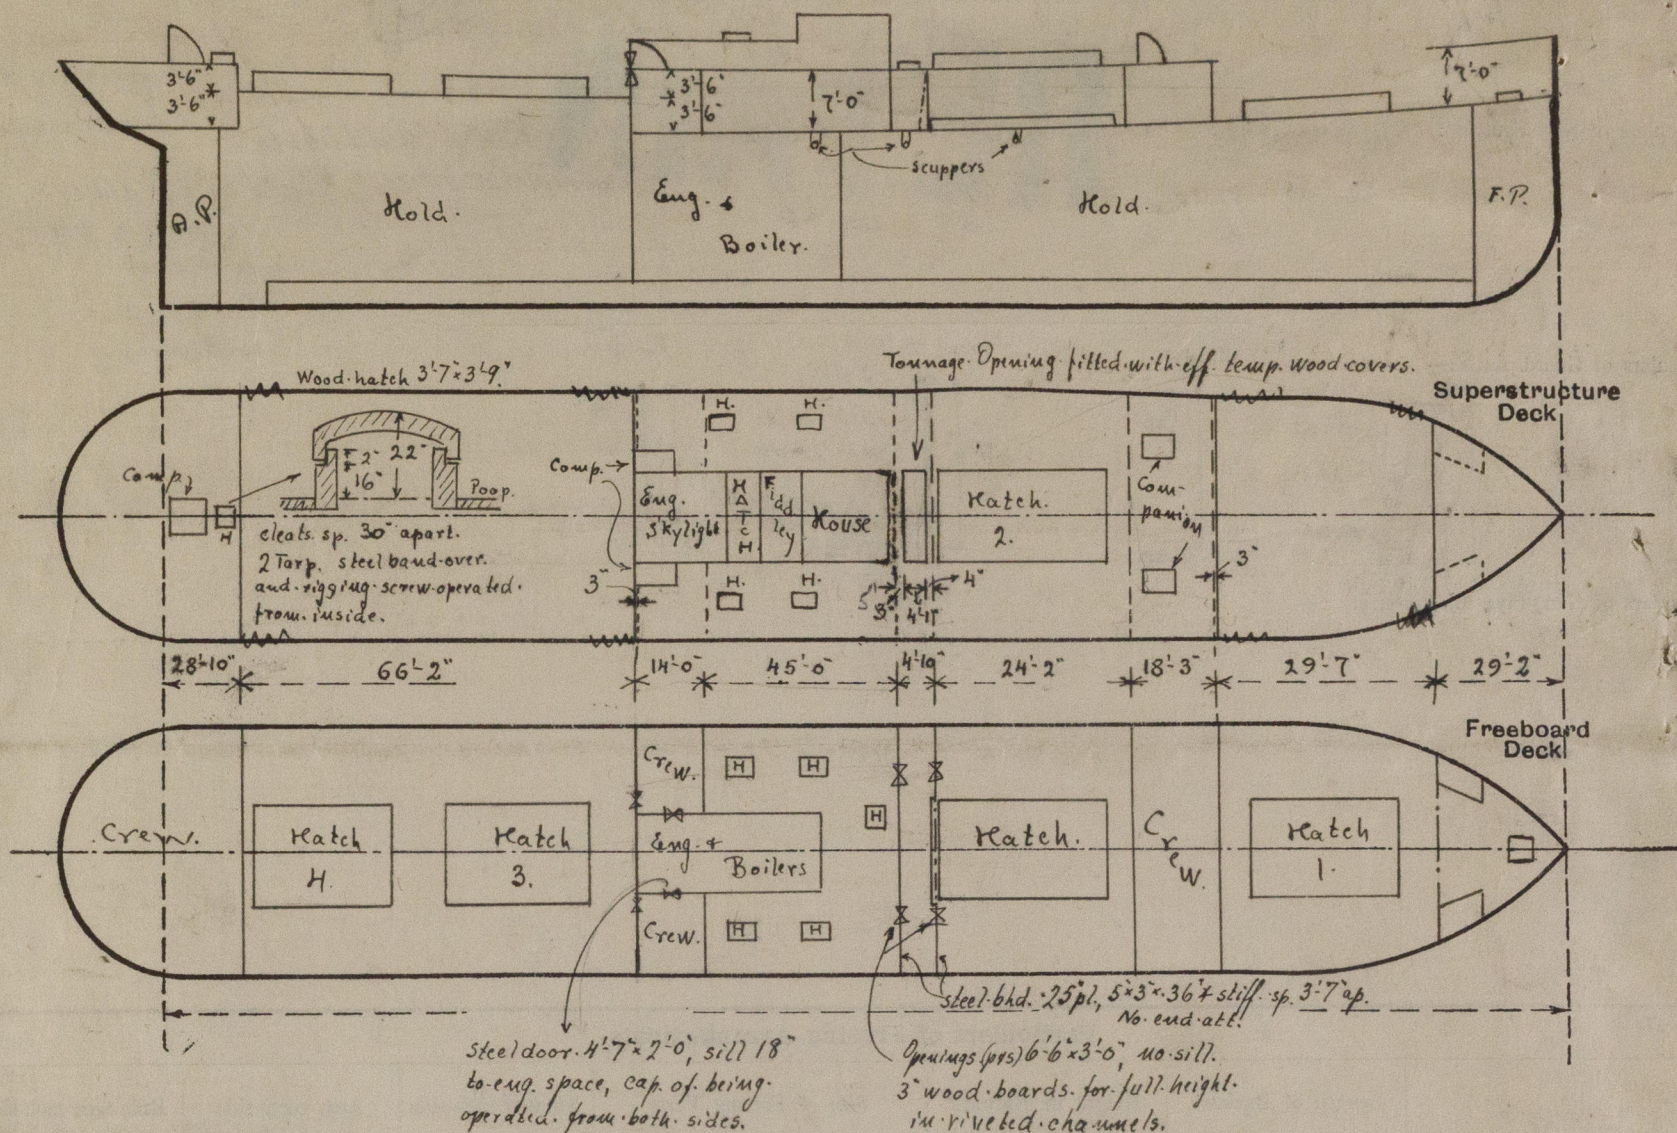 3'-6"
3'-6"
3'-6"
3'-6"
7'-0"
7'-0"
scuppers
A.P.
Hold.
Eng. &
Boiler.
Hold.
F.P.
Tonnage Opening fitted with eff. temp. wood covers.
Wood hatch 3'-7" x 3'-9"
Superstructure
Deck
H.
H.
2"
22"
16"
Poop.
Comp.
Comp.
H
cleats sp. 30" apart.
2 Tarp. steel band over
and rigging screw operated
from inside.
Eng.
Skylight
HATCH
Fiddley
House
Hatch
2.
Com-
panion
3"
3"
H.
H.
4"
5"
3"
28'-10"
66'-2"
14'-0"
45'-0"
4'-10"
24'-2"
18'-3"
29'-7"
29'-2"
Freeboard
Deck
Crew.
H
H
H
Crew.
Hatch
4.
Hatch
3.
Eng. &
Boilers
Hatch.
Crew.
Hatch
1.
Crew.
H
H
steel bhd. .25" pl., 5" x 3" x .36" stiff. sp. 3'-7" ap.
No end att.
Steel door 4'-7" x 2'-0", sill 18"
to eng. space, cap. of being
operated from both sides.
Openings (prs) 6'-6" x 3'-0", no sill.
3" wood boards for full height
in riveted channels.